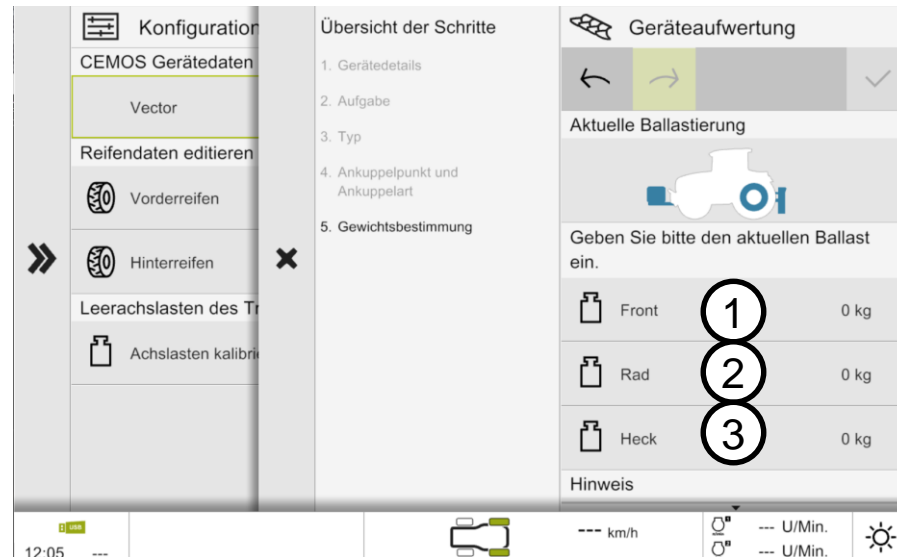 Konfiguration
CEMOS Gerätedaten
Vector
Reifendaten editieren
Vorderreifen
Hinterreifen
Leerachslasten des Tr
Achslasten kalibrie
Übersicht der Schritte
1. Gerätedetails
2. Aufgabe
3. Typ
4. Ankuppelpunkt und
Ankuppelart
5. Gewichtsbestimmung
Geräteaufwertung
Aktuelle Ballastierung
Geben Sie bitte den aktuellen Ballast
ein.
Front 1 0 kg
Rad 2 0 kg
Heck 3 0 kg
Hinweis
USB
12:05 ---
--- km/h
--- U/Min.
--- U/Min.